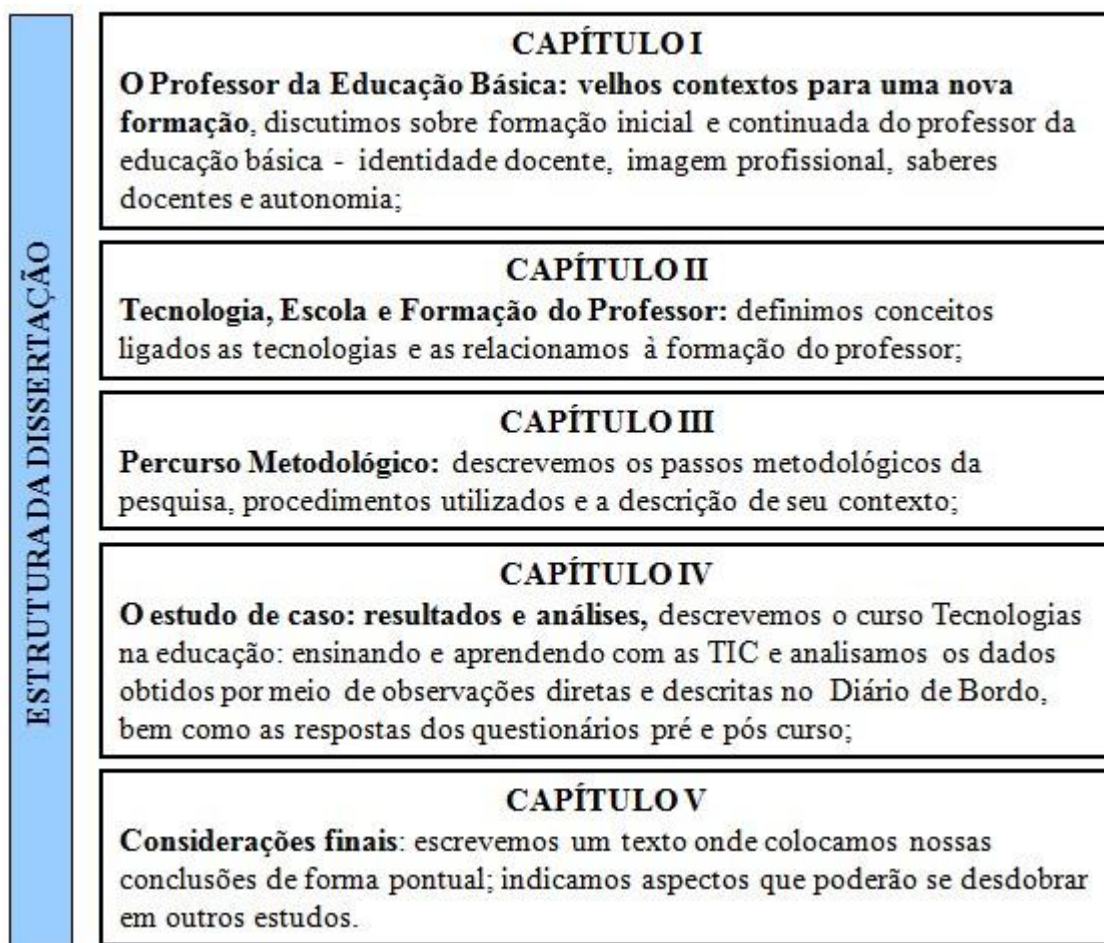 ESTRUTURA DA DISSERTAÇÃO
CAPÍTULO I
O Professor da Educação Básica: velhos contextos para uma nova
formação, discutimos sobre formação inicial e continuada do professor da
educação básica - identidade docente, imagem profissional, saberes
docentes e autonomia;
CAPÍTULO II
Tecnologia, Escola e Formação do Professor: definimos conceitos
ligados as tecnologias e as relacionamos à formação do professor;
CAPÍTULO III
Percurso Metodológico: descrevemos os passos metodológicos da
pesquisa, procedimentos utilizados e a descrição de seu contexto;
CAPÍTULO IV
O estudo de caso: resultados e análises, descrevemos o curso Tecnologias
na educação: ensinando e aprendendo com as TIC e analisamos os dados
obtidos por meio de observações diretas e descritas no Diário de Bordo,
bem como as respostas dos questionários pré e pós curso;
CAPÍTULO V
Considerações finais: escrevemos um texto onde colocamos nossas
conclusões de forma pontual; indicamos aspectos que poderão se desdobrar
em outros estudos.